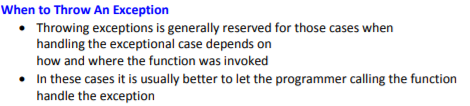 When to Throw An Exception
• Throwing exceptions is generally reserved for those cases when
handling the exceptional case depends on
how and where the function was invoked
• In these cases it is usually better to let the programmer calling the function
handle the exception